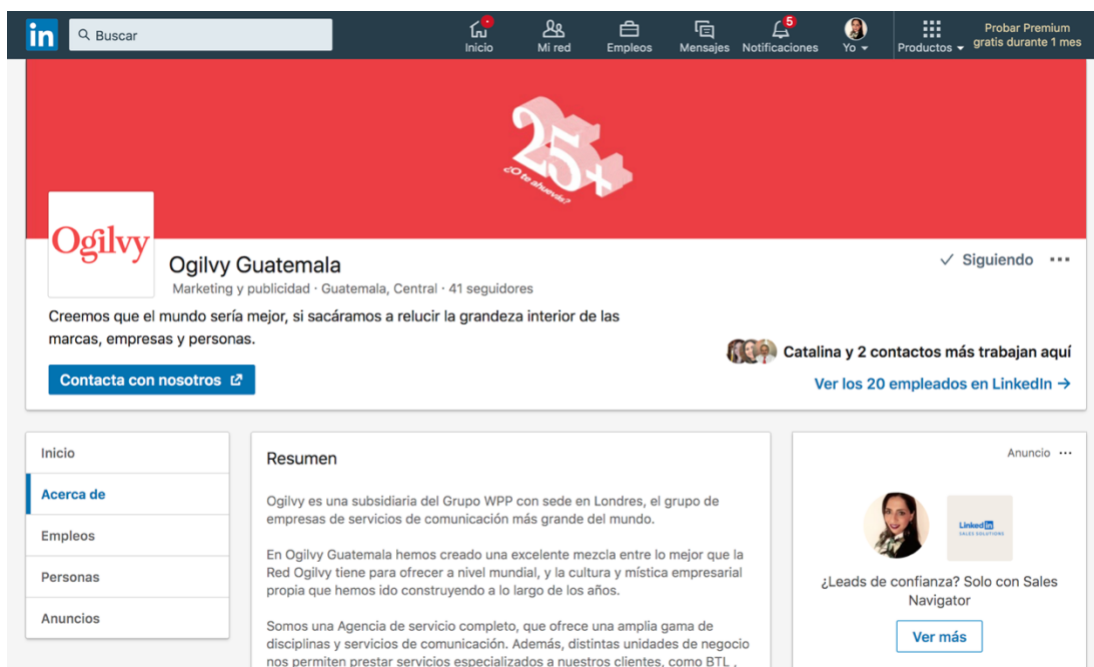 in
Buscar
Inicio
Mi red
Empleos
Mensajes
5
Notificaciones
Yo
Productos
Probar Premium
gratis durante 1 mes
25+
¿O te ahuevás?
Ogilvy
Ogilvy Guatemala
Marketing y publicidad · Guatemala, Central · 41 seguidores
Siguiendo
Creemos que el mundo sería mejor, si sacáramos a relucir la grandeza interior de las
marcas, empresas y personas.
Contacta con nosotros
Catalina y 2 contactos más trabajan aquí
Ver los 20 empleados en LinkedIn →
Inicio
Acerca de
Empleos
Personas
Anuncios
Resumen
Ogilvy es una subsidiaria del Grupo WPP con sede en Londres, el grupo de
empresas de servicios de comunicación más grande del mundo.
En Ogilvy Guatemala hemos creado una excelente mezcla entre lo mejor que la
Red Ogilvy tiene para ofrecer a nivel mundial, y la cultura y mística empresarial
propia que hemos ido construyendo a lo largo de los años.
Somos una Agencia de servicio completo, que ofrece una amplia gama de
disciplinas y servicios de comunicación. Además, distintas unidades de negocio
nos permiten prestar servicios especializados a nuestros clientes, como BTL ,
Anuncio
Linked in
SALES SOLUTIONS
¿Leads de confianza? Solo con Sales
Navigator
Ver más